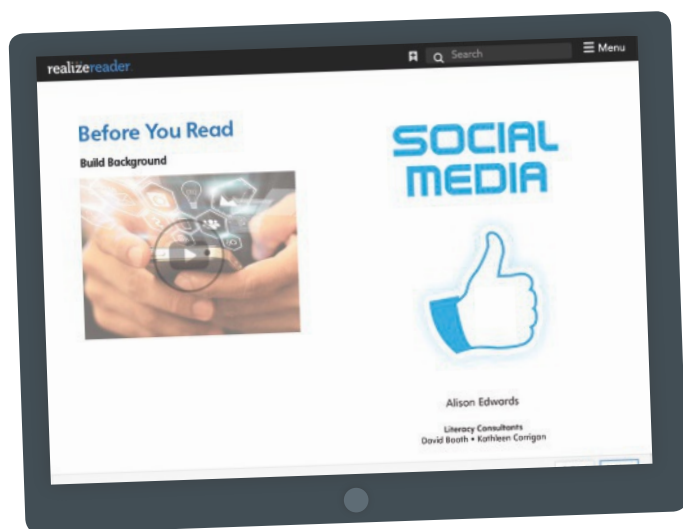 realizereader
Search
Menu
Before You Read
Build Background
SOCIAL
MEDIA
Alison Edwards
Literacy Consultants
David Booth • Kathleen Corrigan